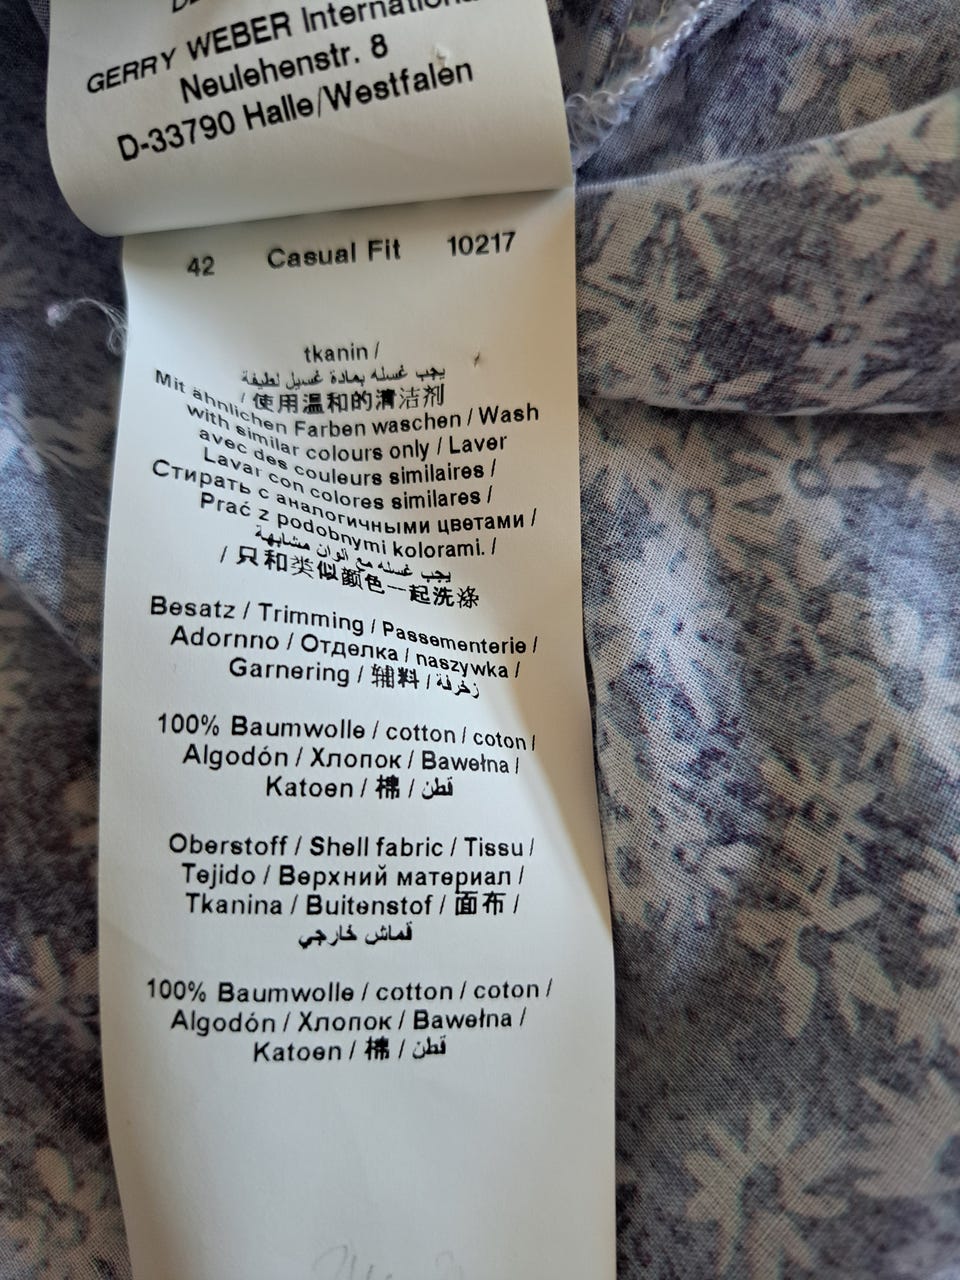 GERRY WEBER Internationa
Neulehenstr. 8
D-33790 Halle/Westfalen
42 Casual Fit 10217
tkanin /
يجب غسله بمادة غسيل لطيفة
/ 使用温和的清洁剂
Mit ähnlichen Farben waschen / Wash
with similar colours only / Laver
avec des couleurs similaires /
Lavar con colores similares /
Стирать с аналогичными цветами /
Prać z podobnymi kolorami. /
يجب غسله مع ألوان مشابهة
/ 只和类似颜色一起洗涤
Besatz / Trimming / Passementerie /
Adornno / Отделка / naszywka /
Garnering / 辅料 / زخرفة
100% Baumwolle / cotton / coton /
Algodón / Хлопок / Bawełna /
Katoen / 棉 / قطن
Oberstoff / Shell fabric / Tissu /
Tejido / Верхний материал /
Tkanina / Buitenstof / 面布 /
قماش خارجي
100% Baumwolle / cotton / coton /
Algodón / Хлопок / Bawełna /
Katoen / 棉 / قطن